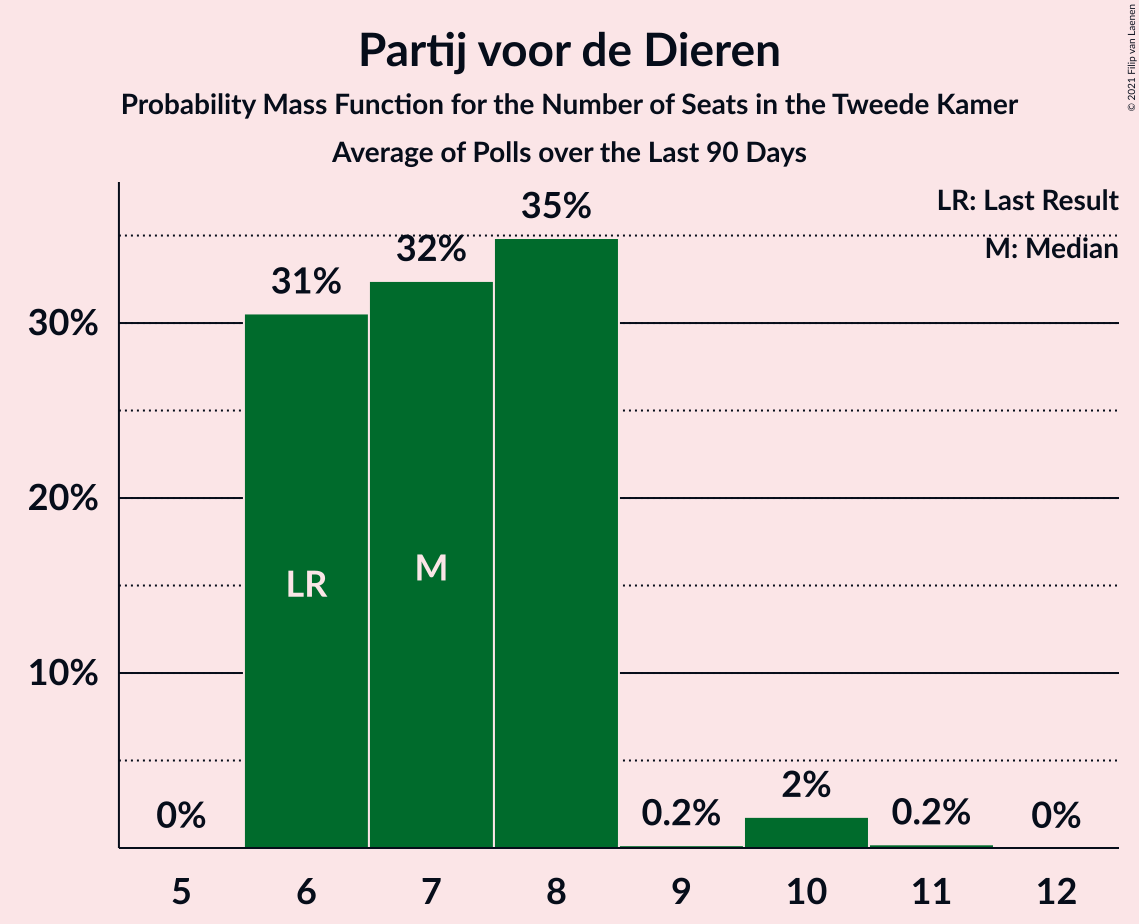 Partij voor de Dieren
Probability Mass Function for the Number of Seats in the Tweede Kamer
Average of Polls over the Last 90 Days
© 2021 Filip van Laenen
LR: Last Result
M: Median
35%
32%
31%
30%
20%
10%
LR
M
0%
0.2%
2%
0.2%
0%
5 6 7 8 9 10 11 12